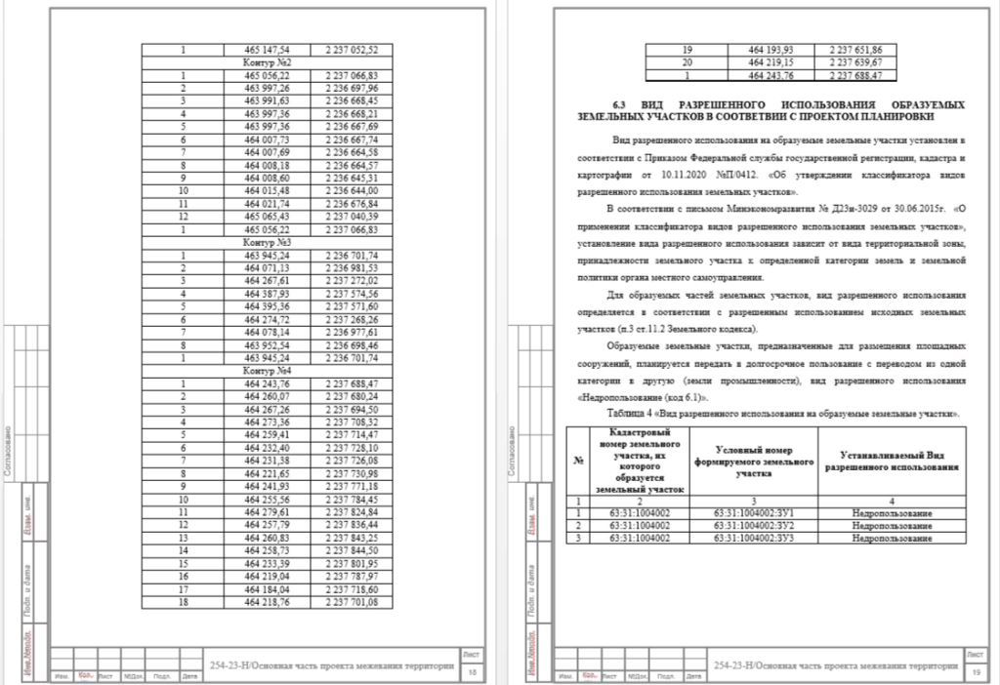 1 465 147,54 2 237 052,52
Контур №2
1 465 056,22 2 237 066,83
2 463 997,26 2 236 697,96
3 463 991,63 2 236 668,45
4 463 997,36 2 236 668,21
5 463 997,36 2 236 667,69
6 464 007,73 2 236 667,74
7 464 007,69 2 236 664,58
8 464 008,18 2 236 664,57
9 464 008,60 2 236 645,31
10 464 015,48 2 236 644,00
11 464 021,74 2 236 676,84
12 465 065,43 2 237 040,39
1 465 056,22 2 237 066,83
Контур №3
1 463 945,24 2 236 701,74
2 464 071,13 2 236 981,53
3 464 267,61 2 237 272,02
4 464 387,93 2 237 574,56
5 464 395,36 2 237 571,60
6 464 274,72 2 237 268,26
7 464 078,14 2 236 977,61
8 463 952,54 2 236 698,46
1 463 945,24 2 236 701,74
Контур №4
1 464 243,76 2 237 688,47
2 464 260,07 2 237 680,24
3 464 267,26 2 237 694,50
4 464 273,36 2 237 708,32
5 464 259,41 2 237 714,47
6 464 232,40 2 237 728,10
7 464 231,38 2 237 726,08
8 464 221,65 2 237 730,98
9 464 241,93 2 237 771,18
10 464 255,56 2 237 784,45
11 464 279,61 2 237 824,84
12 464 257,79 2 237 836,44
13 464 260,83 2 237 843,25
14 464 258,73 2 237 844,50
15 464 233,39 2 237 801,95
16 464 219,04 2 237 787,97
17 464 184,04 2 237 718,60
18 464 218,76 2 237 701,08
Согласовано
Взам. инв.
Подп. и дата
Инв.№подл.
Изм. Кол. Лист №Док. Подл. Дата
254-23-Н/Основная часть проекта межевания территории
Лист
18
19 464 193,93 2 237 651,86
20 464 219,15 2 237 639,67
1 464 243,76 2 237 688,47
6.3 ВИД РАЗРЕШЕННОГО ИСПОЛЬЗОВАНИЯ ОБРАЗУЕМЫХ
ЗЕМЕЛЬНЫХ УЧАСТКОВ В СООТВЕТВИИ С ПРОЕКТОМ ПЛАНИРОВКИ
Вид разрешенного использования на образуемые земельные участки установлен в
соответствии с Приказом Федеральной службы государственной регистрации, кадастра и
картографии от 10.11.2020 №П/0412. «Об утверждении классификатора видов
разрешенного использования земельных участков».
В соответствии с письмом Минэкономразвития № Д23и-3029 от 30.06.2015г. «О
применении классификатора видов разрешенного использования земельных участков»,
установление вида разрешенного использования зависит от вида территориальной зоны,
принадлежности земельного участка к определенной категории земель и земельной
политики органа местного самоуправления.
Для образуемых частей земельных участков, вид разрешенного использования
определяется в соответствии с разрешенным использованием исходных земельных
участков (п.3 ст.11.2 Земельного кодекса).
Образуемые земельные участки, предназначенные для размещения площадных
сооружений, планируется передать в долгосрочное пользование с переводом из одной
категории в другую (земли промышленности), вид разрешенного использования
«Недропользование (код 6.1)».
Таблица 4 «Вид разрешенного использования на образуемые земельные участки».
№
Кадастровый
номер земельного
участка, их
которого
образуется
земельный участок
Условный номер
формируемого земельного
участка
Устанавливаемый Вид
разрешенного использования
1 2 3 4
1 63:31:1004002 63:31:1004002:ЗУ1 Недропользование
2 63:31:1004002 63:31:1004002:ЗУ2 Недропользование
3 63:31:1004002 63:31:1004002:ЗУ3 Недропользование
Согласовано
Взам. инв.
Подп. и дата
Инв.№подл.
Изм. Кол. Лист №Док. Подл. Дата
254-23-Н/Основная часть проекта межевания территории
Лист
19